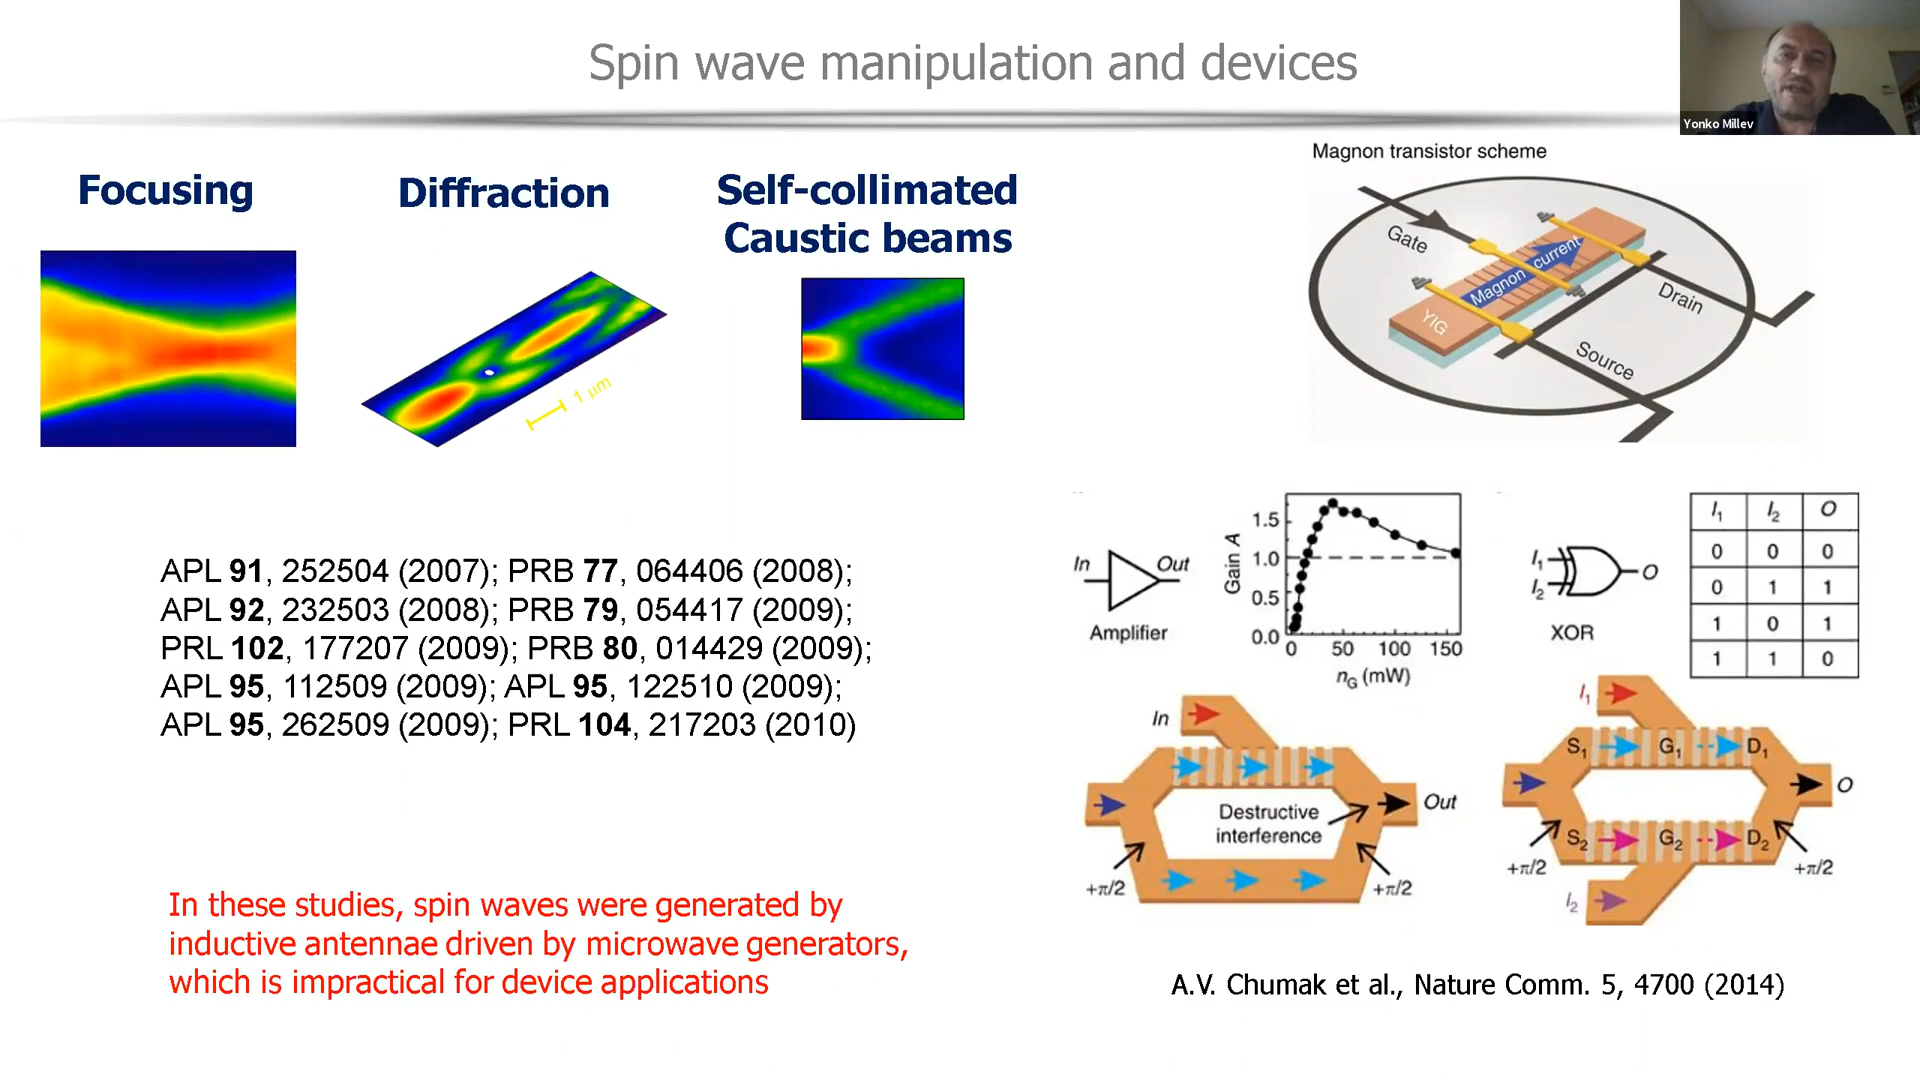 Spin wave manipulation and devices
Yonko Millev
Focusing
Diffraction
Self-collimated
Caustic beams
1 μm
APL 91, 252504 (2007); PRB 77, 064406 (2008);
APL 92, 232503 (2008); PRB 79, 054417 (2009);
PRL 102, 177207 (2009); PRB 80, 014429 (2009);
APL 95, 112509 (2009); APL 95, 122510 (2009);
APL 95, 262509 (2009); PRL 104, 217203 (2010)
In these studies, spin waves were generated by
inductive antennae driven by microwave generators,
which is impractical for device applications
Magnon transistor scheme
Gate
Magnon current
Drain
YIG
Source
In
Out
Amplifier
Gain A
1.5
1.0
0.5
0.0
0 50 100 150
nG (mW)
I1
I2
O
XOR
I1 I2 O
0 0 0
0 1 1
1 0 1
1 1 0
In
Destructive
interference
Out
+π/2
+π/2
I1
S1 G1 D1
O
S2 G2 D2
+π/2
+π/2
I2
A.V. Chumak et al., Nature Comm. 5, 4700 (2014)